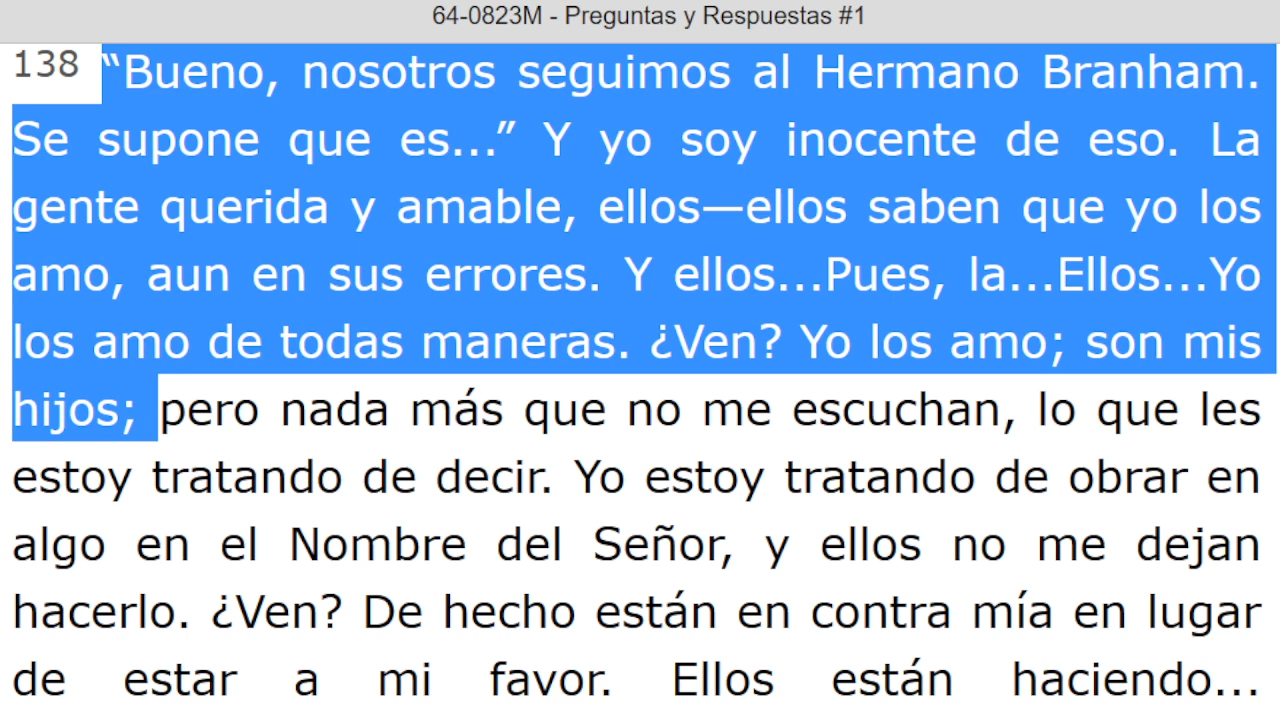 64-0823M - Preguntas y Respuestas #1
138 “Bueno, nosotros seguimos al Hermano Branham.
Se supone que es...” Y yo soy inocente de eso. La
gente querida y amable, ellos—ellos saben que yo los
amo, aun en sus errores. Y ellos...Pues, la...Ellos...Yo
los amo de todas maneras. ¿Ven? Yo los amo; son mis
hijos; pero nada más que no me escuchan, lo que les
estoy tratando de decir. Yo estoy tratando de obrar en
algo en el Nombre del Señor, y ellos no me dejan
hacerlo. ¿Ven? De hecho están en contra mía en lugar
de estar a mi favor. Ellos están haciendo...